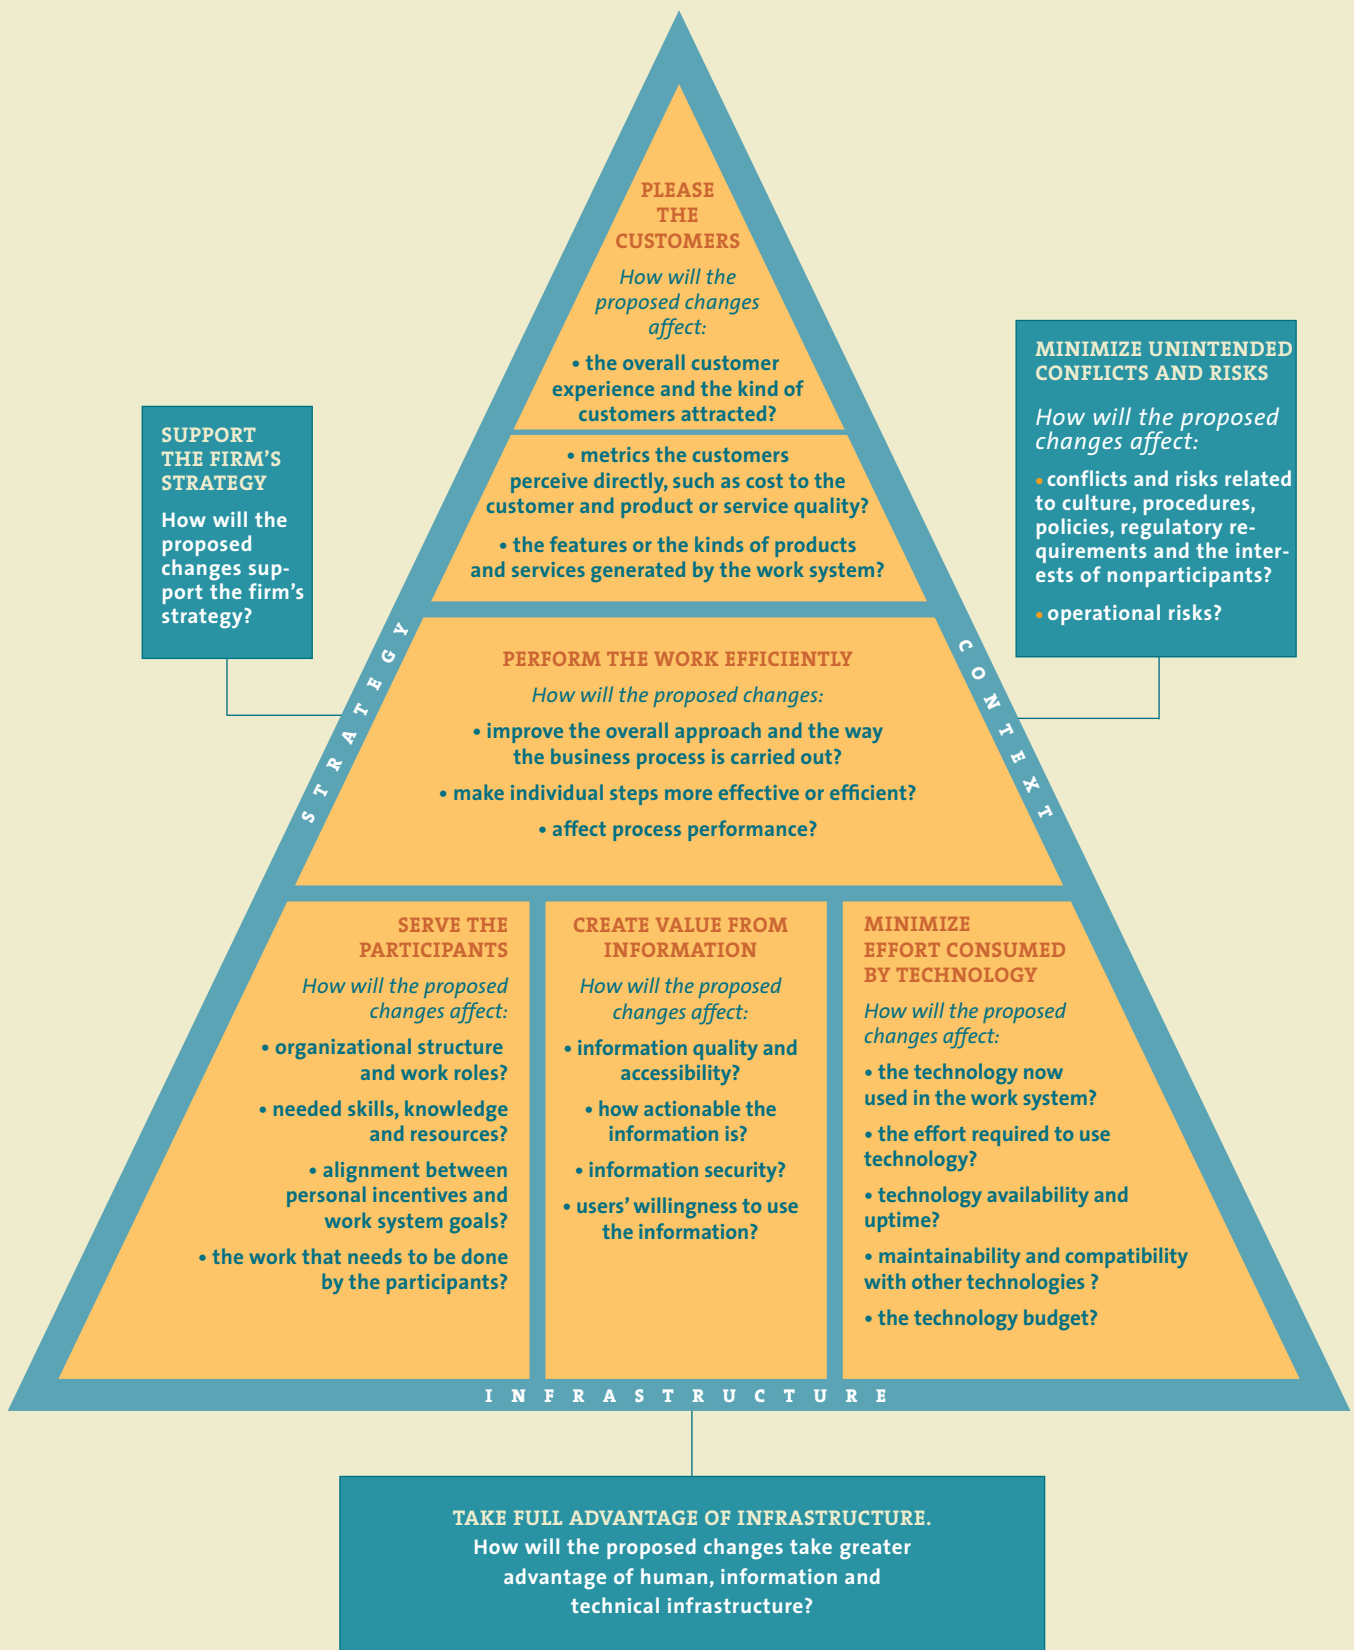 PLEASE
THE
CUSTOMERS
How will the
proposed changes
affect:
• the overall customer
experience and the kind of
customers attracted?
• metrics the customers
perceive directly, such as cost to the
customer and product or service quality?
• the features or the kinds of products
and services generated by the work system?
SUPPORT
THE FIRM'S
STRATEGY
How will the
proposed
changes sup-
port the firm's
strategy?
MINIMIZE UNINTENDED
CONFLICTS AND RISKS
How will the proposed
changes affect:
• conflicts and risks related
to culture, procedures,
policies, regulatory re-
quirements and the inter-
ests of nonparticipants?
• operational risks?
STRATEGY
CONTEXT
PERFORM THE WORK EFFICIENTLY
How will the proposed changes:
• improve the overall approach and the way
the business process is carried out?
• make individual steps more effective or efficient?
• affect process performance?
SERVE THE
PARTICIPANTS
How will the proposed
changes affect:
• organizational structure
and work roles?
• needed skills, knowledge
and resources?
• alignment between
personal incentives and
work system goals?
• the work that needs to be done
by the participants?
CREATE VALUE FROM
INFORMATION
How will the proposed
changes affect:
• information quality and
accessibility?
• how actionable the
information is?
• information security?
• users' willingness to use
the information?
MINIMIZE
EFFORT CONSUMED
BY TECHNOLOGY
How will the proposed
changes affect:
• the technology now
used in the work system?
• the effort required to use
technology?
• technology availability and
uptime?
• maintainability and compatibility
with other technologies ?
• the technology budget?
INFRASTRUCTURE
TAKE FULL ADVANTAGE OF INFRASTRUCTURE.
How will the proposed changes take greater
advantage of human, information and
technical infrastructure?